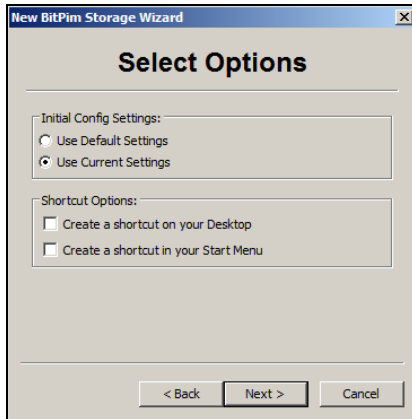 New BitPim Storage Wizard
Select Options
Initial Config Settings:
Use Default Settings
Use Current Settings
Shortcut Options:
Create a shortcut on your Desktop
Create a shortcut in your Start Menu
< Back Next > Cancel